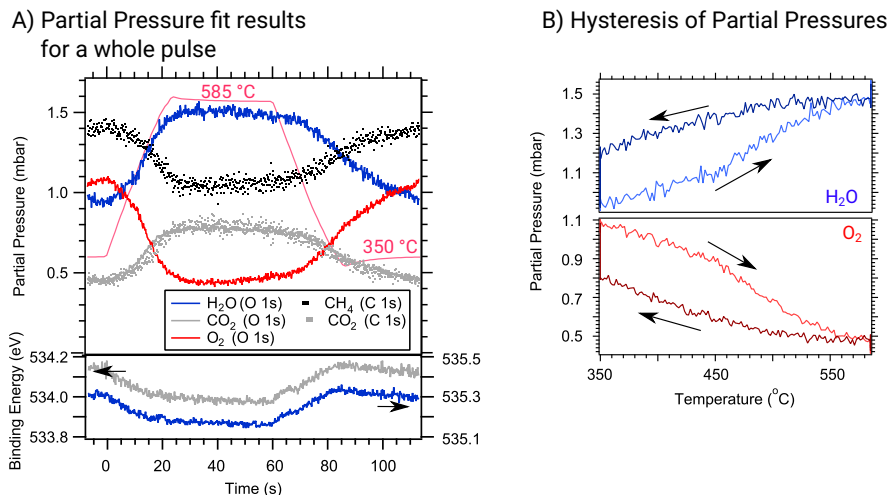 A) Partial Pressure fit results
for a whole pulse
B) Hysteresis of Partial Pressures
585 °C
350 °C
1.5
1.0
0.5
Partial Pressure (mbar)
H₂O (O 1s)
CO₂ (O 1s)
O₂ (O 1s)
CH₄ (C 1s)
CO₂ (C 1s)
534.2
534.0
533.8
Binding Energy (eV)
535.5
535.3
535.1
0 20 40 60 80 100
Time (s)
1.5
1.3
1.1
H₂O
1.1
0.9
0.7
0.5
O₂
Partial Pressure (mbar)
350 450 550
Temperature (°C)